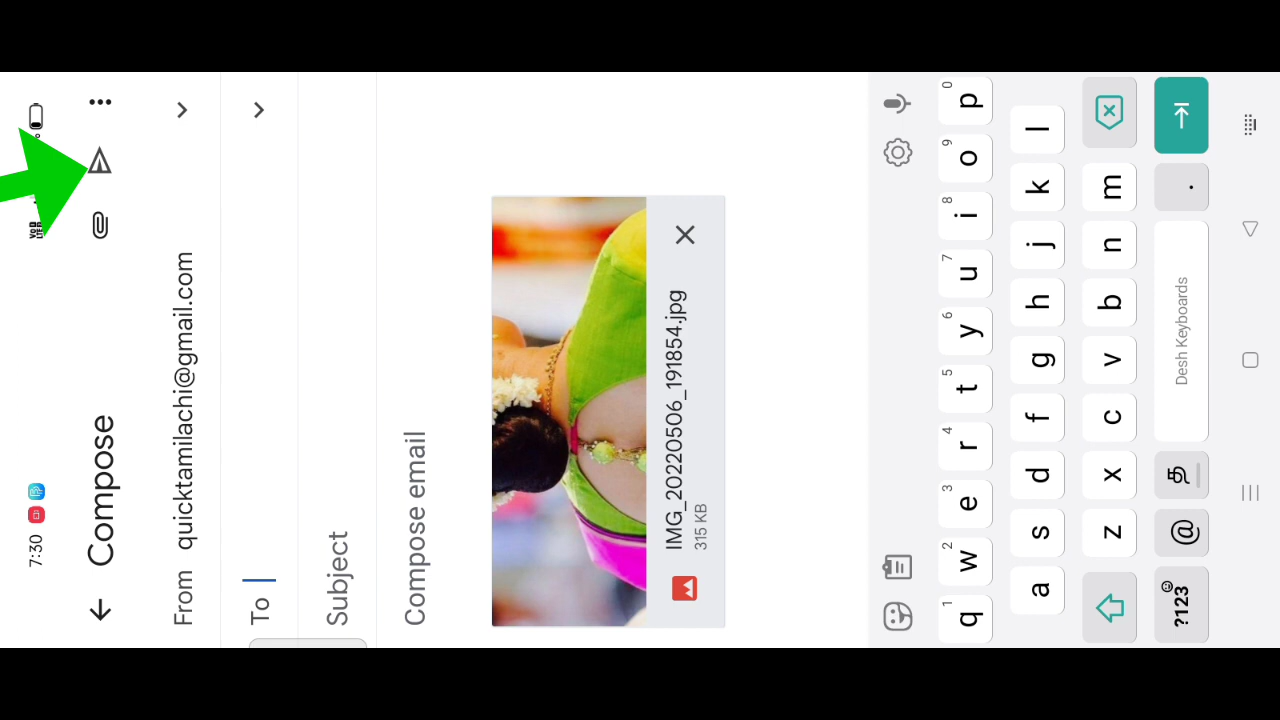 7:30
Compose
From quicktamilachi@gmail.com
To
Subject
Compose email
IMG_20220506_191854.jpg
315 KB
1 2 3 4 5 6 7 8 9 0
q w e r t y u i o p
a s d f g h j k l
z x c v b n m
?123 @ த Desh Keyboards .